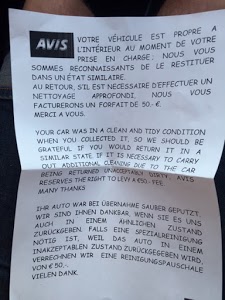 AVIS
VOTRE VÉHICULE EST PROPRE A
L'INTÉRIEUR AU MOMENT DE VOTRE
PRISE EN CHARGE, NOUS VOUS
SOMMES RECONNAISSANTS DE LE RESTITUER
DANS UN ÉTAT SIMILAIRE.
AU RETOUR, S'IL EST NECESSAIRE D'EFFECTUER UN
NETTOYAGE APPROFONDI, NOUS VOUS
FACTURERONS UN FORFAIT DE 50.-€.
MERCI A VOUS.
YOUR CAR WAS IN A CLEAN AND TIDY CONDITION
WHEN YOU COLLECTED IT, SO WE SHOULD BE
GRATEFUL IF YOU WOULD RETURN IT IN A
SIMILAR STATE. IF IT IS NECESSARY TO CARRY
OUT ADDITIONAL CLEANING DUE TO THE CAR
BEING RETURNED UNACCEPTABLY DIRTY, AVIS
RESERVES THE RIGHT TO LEVY A €50.- FEE.
MANY THANKS
IHR AUTO WAR BEI ÜBERNAHME SAUBER GEPUTZT.
WIR SIND IHNEN DANKBAR, WENN SIE ES UNS
AUCH IN EINEM ÄHNLICHEN ZUSTAND
ZURÜCKGEBEN. FALLS EINE SPEZIALREINIGUNG
NÖTIG IST, WEIL DAS AUTO IN EINEM
INAKZEPTABLEN ZUSTAND ZURÜCKGEGEBEN WIRD,
VERRECHNEN WIR EINE REINIGUNGSPAUSCHALE
VON € 50,-.
VIELEN DANK.